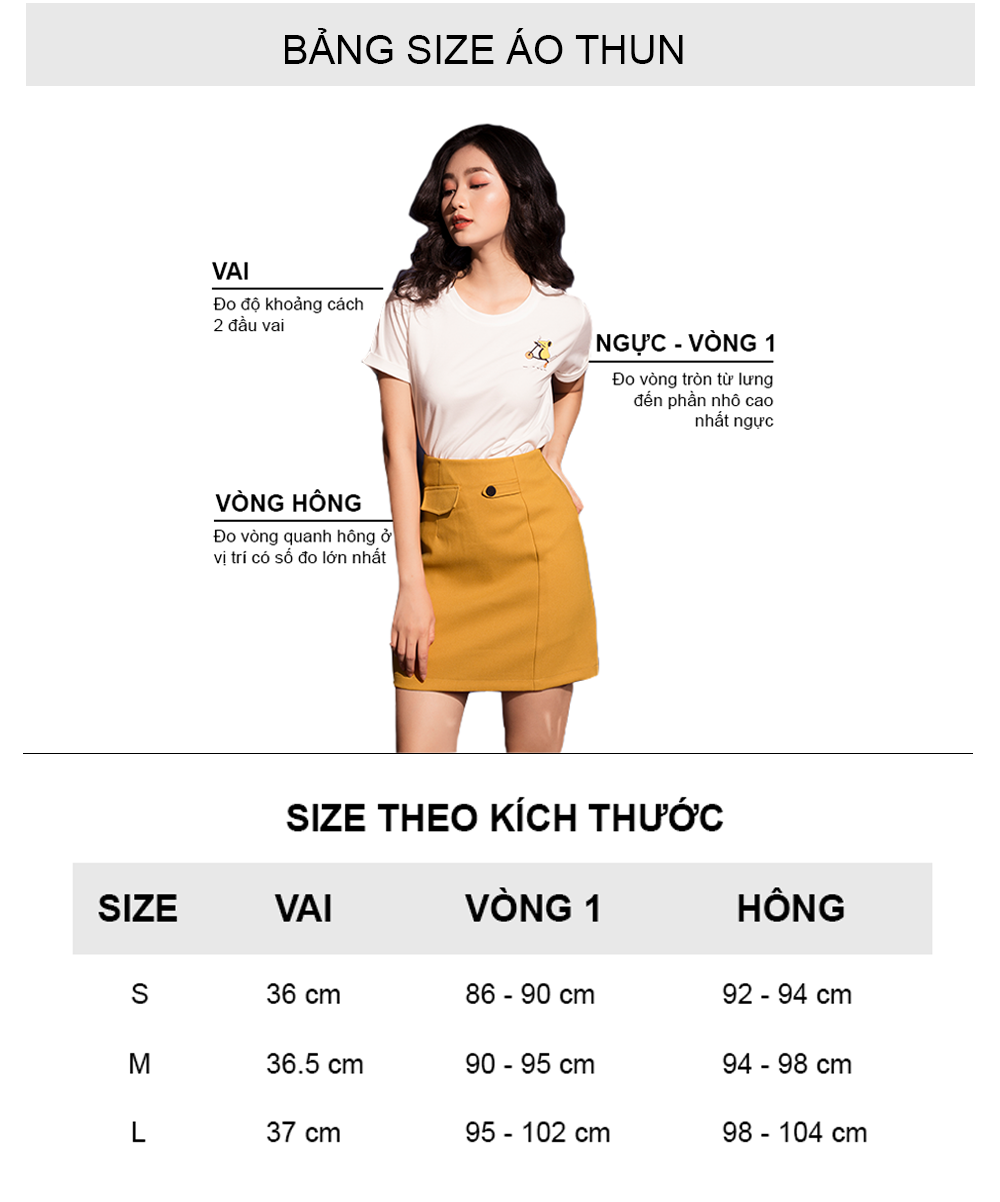 BẢNG SIZE ÁO THUN
VAI
Đo độ khoảng cách
2 đầu vai
NGỰC - VÒNG 1
Đo vòng tròn từ lưng
đến phần nhô cao
nhất ngực
VÒNG HÔNG
Đo vòng quanh hông ở
vị trí có số đo lớn nhất
SIZE THEO KÍCH THƯỚC
SIZE VAI VÒNG 1 HÔNG
S 36 cm 86 - 90 cm 92 - 94 cm
M 36.5 cm 90 - 95 cm 94 - 98 cm
L 37 cm 95 - 102 cm 98 - 104 cm